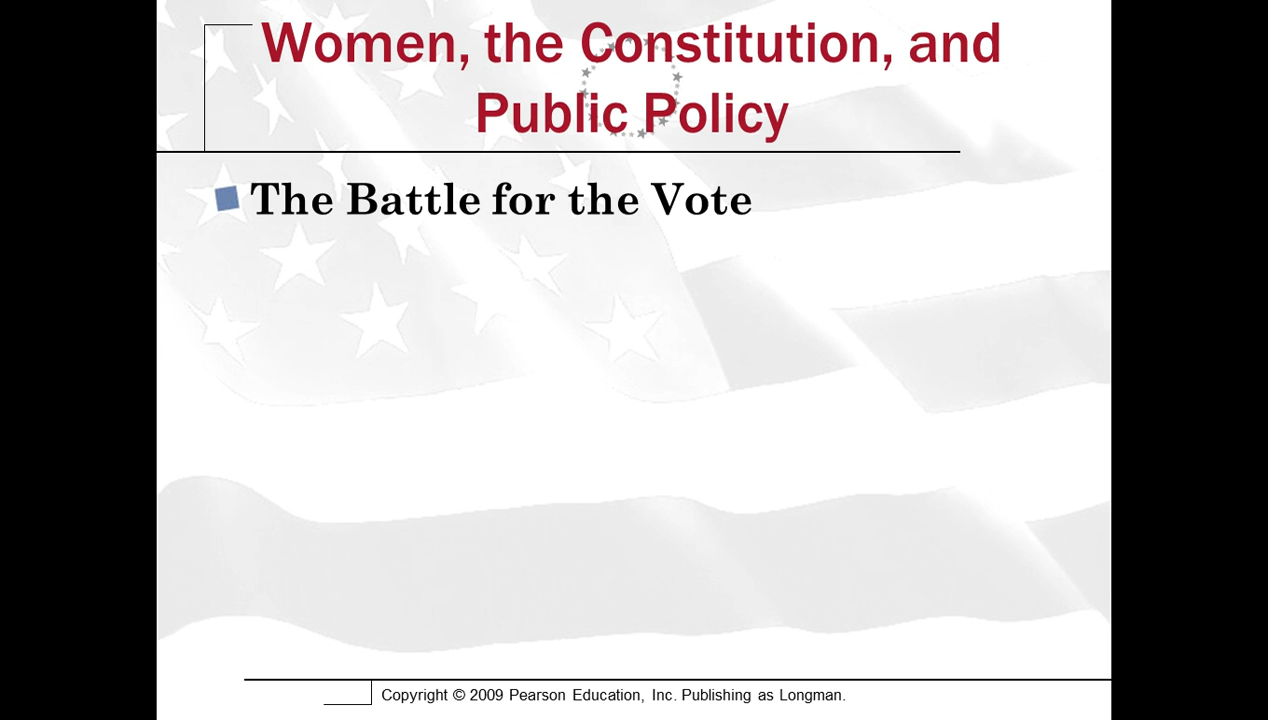 Women, the Constitution, and
Public Policy
The Battle for the Vote
Copyright © 2009 Pearson Education, Inc. Publishing as Longman.